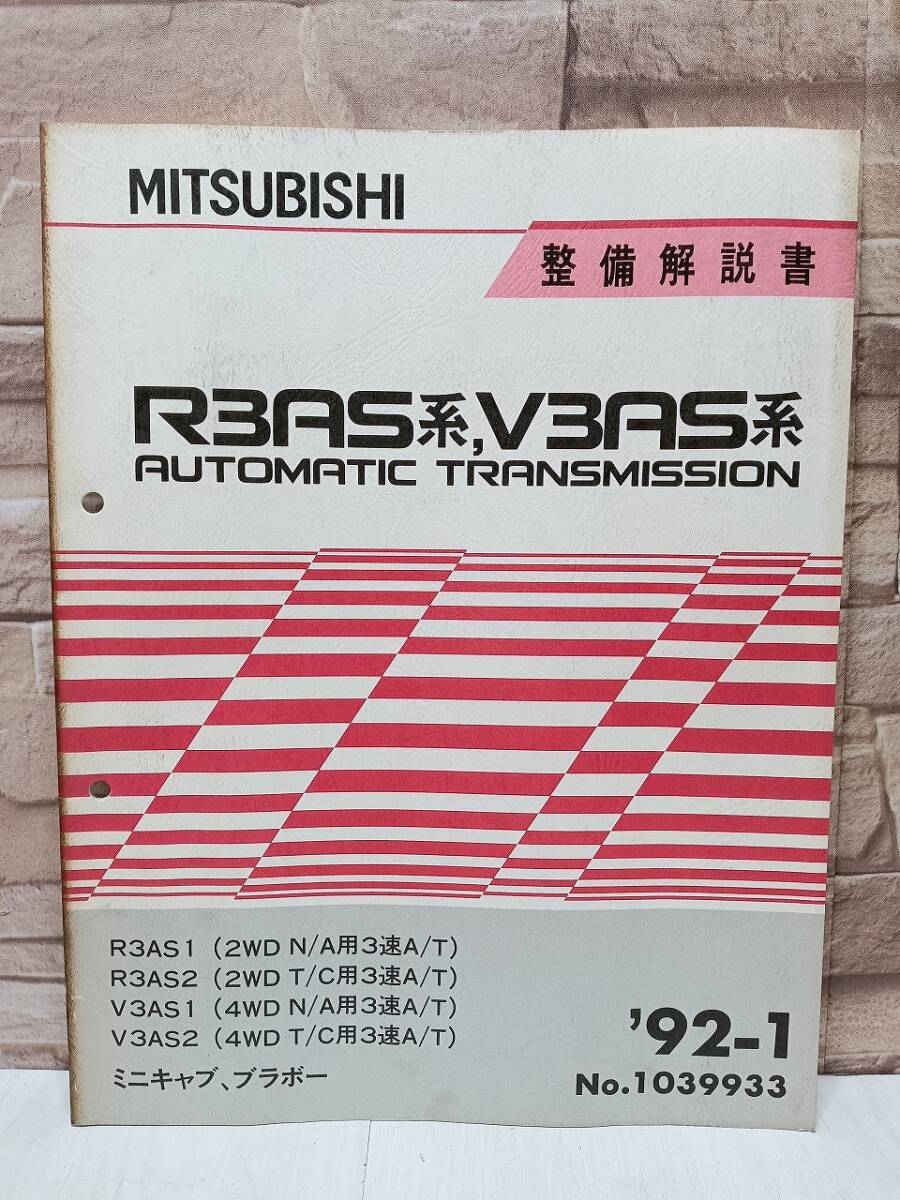 MITSUBISHI
整備解説書
R3AS系,V3AS系
AUTOMATIC TRANSMISSION
R3AS1 (2WD N/A用3速A/T)
R3AS2 (2WD T/C用3速A/T)
V3AS1 (4WD N/A用3速A/T)
V3AS2 (4WD T/C用3速A/T)
ミニキャブ、ブラボー
'92-1
No.1039933